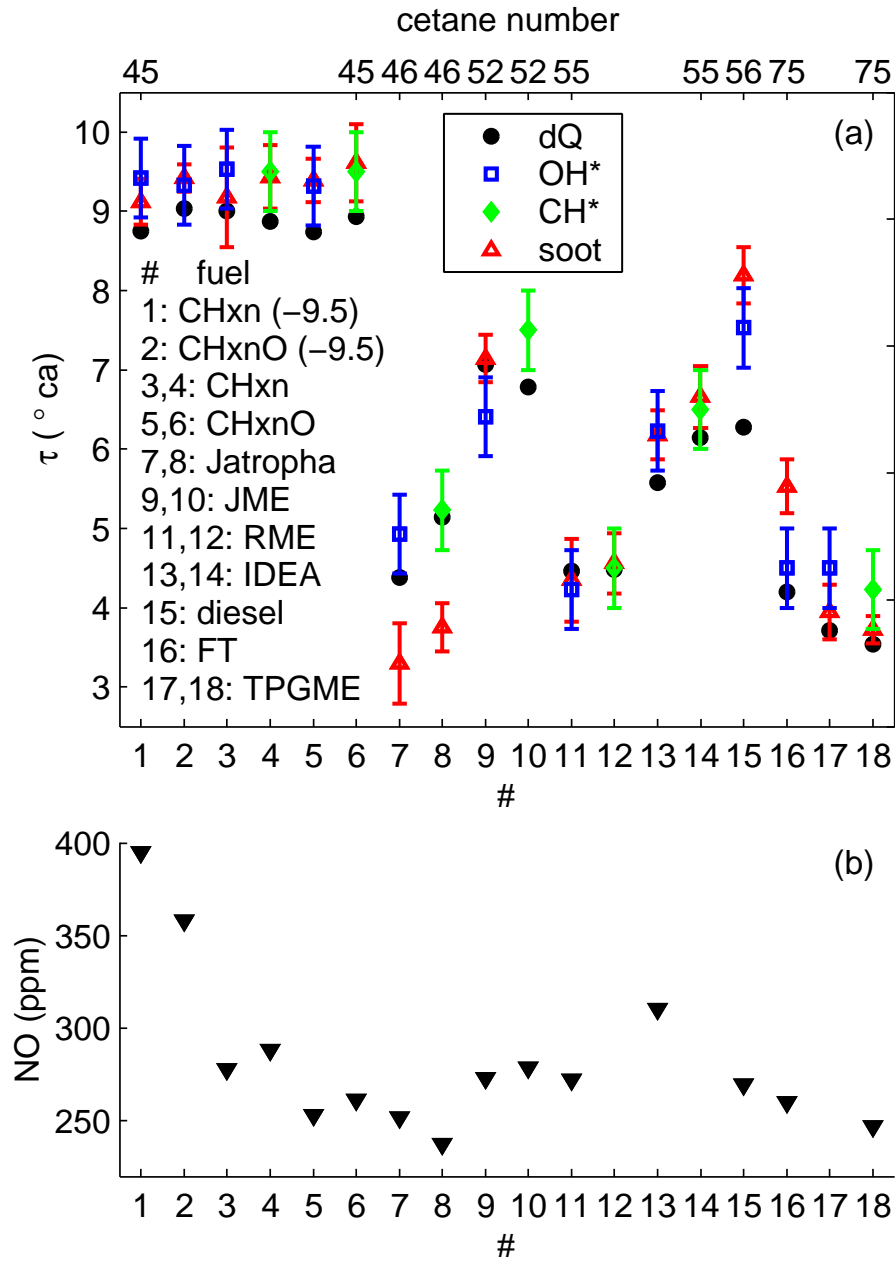 cetane number
45 45 46 46 52 52 55 55 56 75 75
(a)
dQ
OH*
CH*
soot
10
9
8
7
6
5
4
3
τ ( ° ca)
# fuel
1: CHxn (−9.5)
2: CHxnO (−9.5)
3,4: CHxn
5,6: CHxnO
7,8: Jatropha
9,10: JME
11,12: RME
13,14: IDEA
15: diesel
16: FT
17,18: TPGME
1 2 3 4 5 6 7 8 9 10 11 12 13 14 15 16 17 18
#
(b)
400
350
300
250
NO (ppm)
1 2 3 4 5 6 7 8 9 10 11 12 13 14 15 16 17 18
#